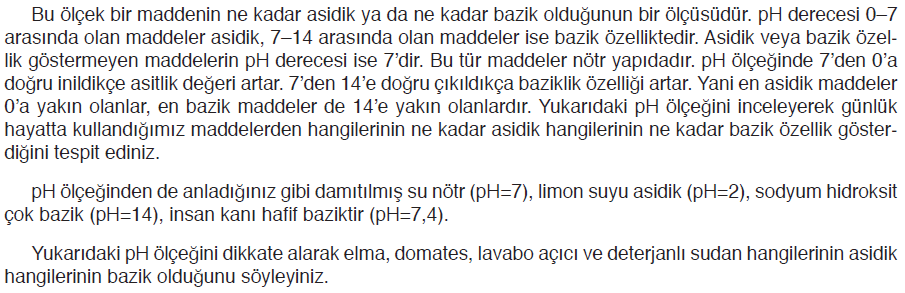 Bu ölçek bir maddenin ne kadar asidik ya da ne kadar bazik olduğunun bir ölçüsüdür. pH derecesi 0–7
arasında olan maddeler asidik, 7–14 arasında olan maddeler ise bazik özelliktedir. Asidik veya bazik özel-
lik göstermeyen maddelerin pH derecesi ise 7’dir. Bu tür maddeler nötr yapıdadır. pH ölçeğinde 7’den 0’a
doğru inildikçe asitlik değeri artar. 7’den 14’e doğru çıkıldıkça baziklik özelliği artar. Yani en asidik maddeler
0’a yakın olanlar, en bazik maddeler de 14’e yakın olanlardır. Yukarıdaki pH ölçeğini inceleyerek günlük
hayatta kullandığımız maddelerden hangilerinin ne kadar asidik hangilerinin ne kadar bazik özellik göster-
diğini tespit ediniz.
pH ölçeğinden de anladığınız gibi damıtılmış su nötr (pH=7), limon suyu asidik (pH=2), sodyum hidroksit
çok bazik (pH=14), insan kanı hafif baziktir (pH=7,4).
Yukarıdaki pH ölçeğini dikkate alarak elma, domates, lavabo açıcı ve deterjanlı sudan hangilerinin asidik
hangilerinin bazik olduğunu söyleyiniz.